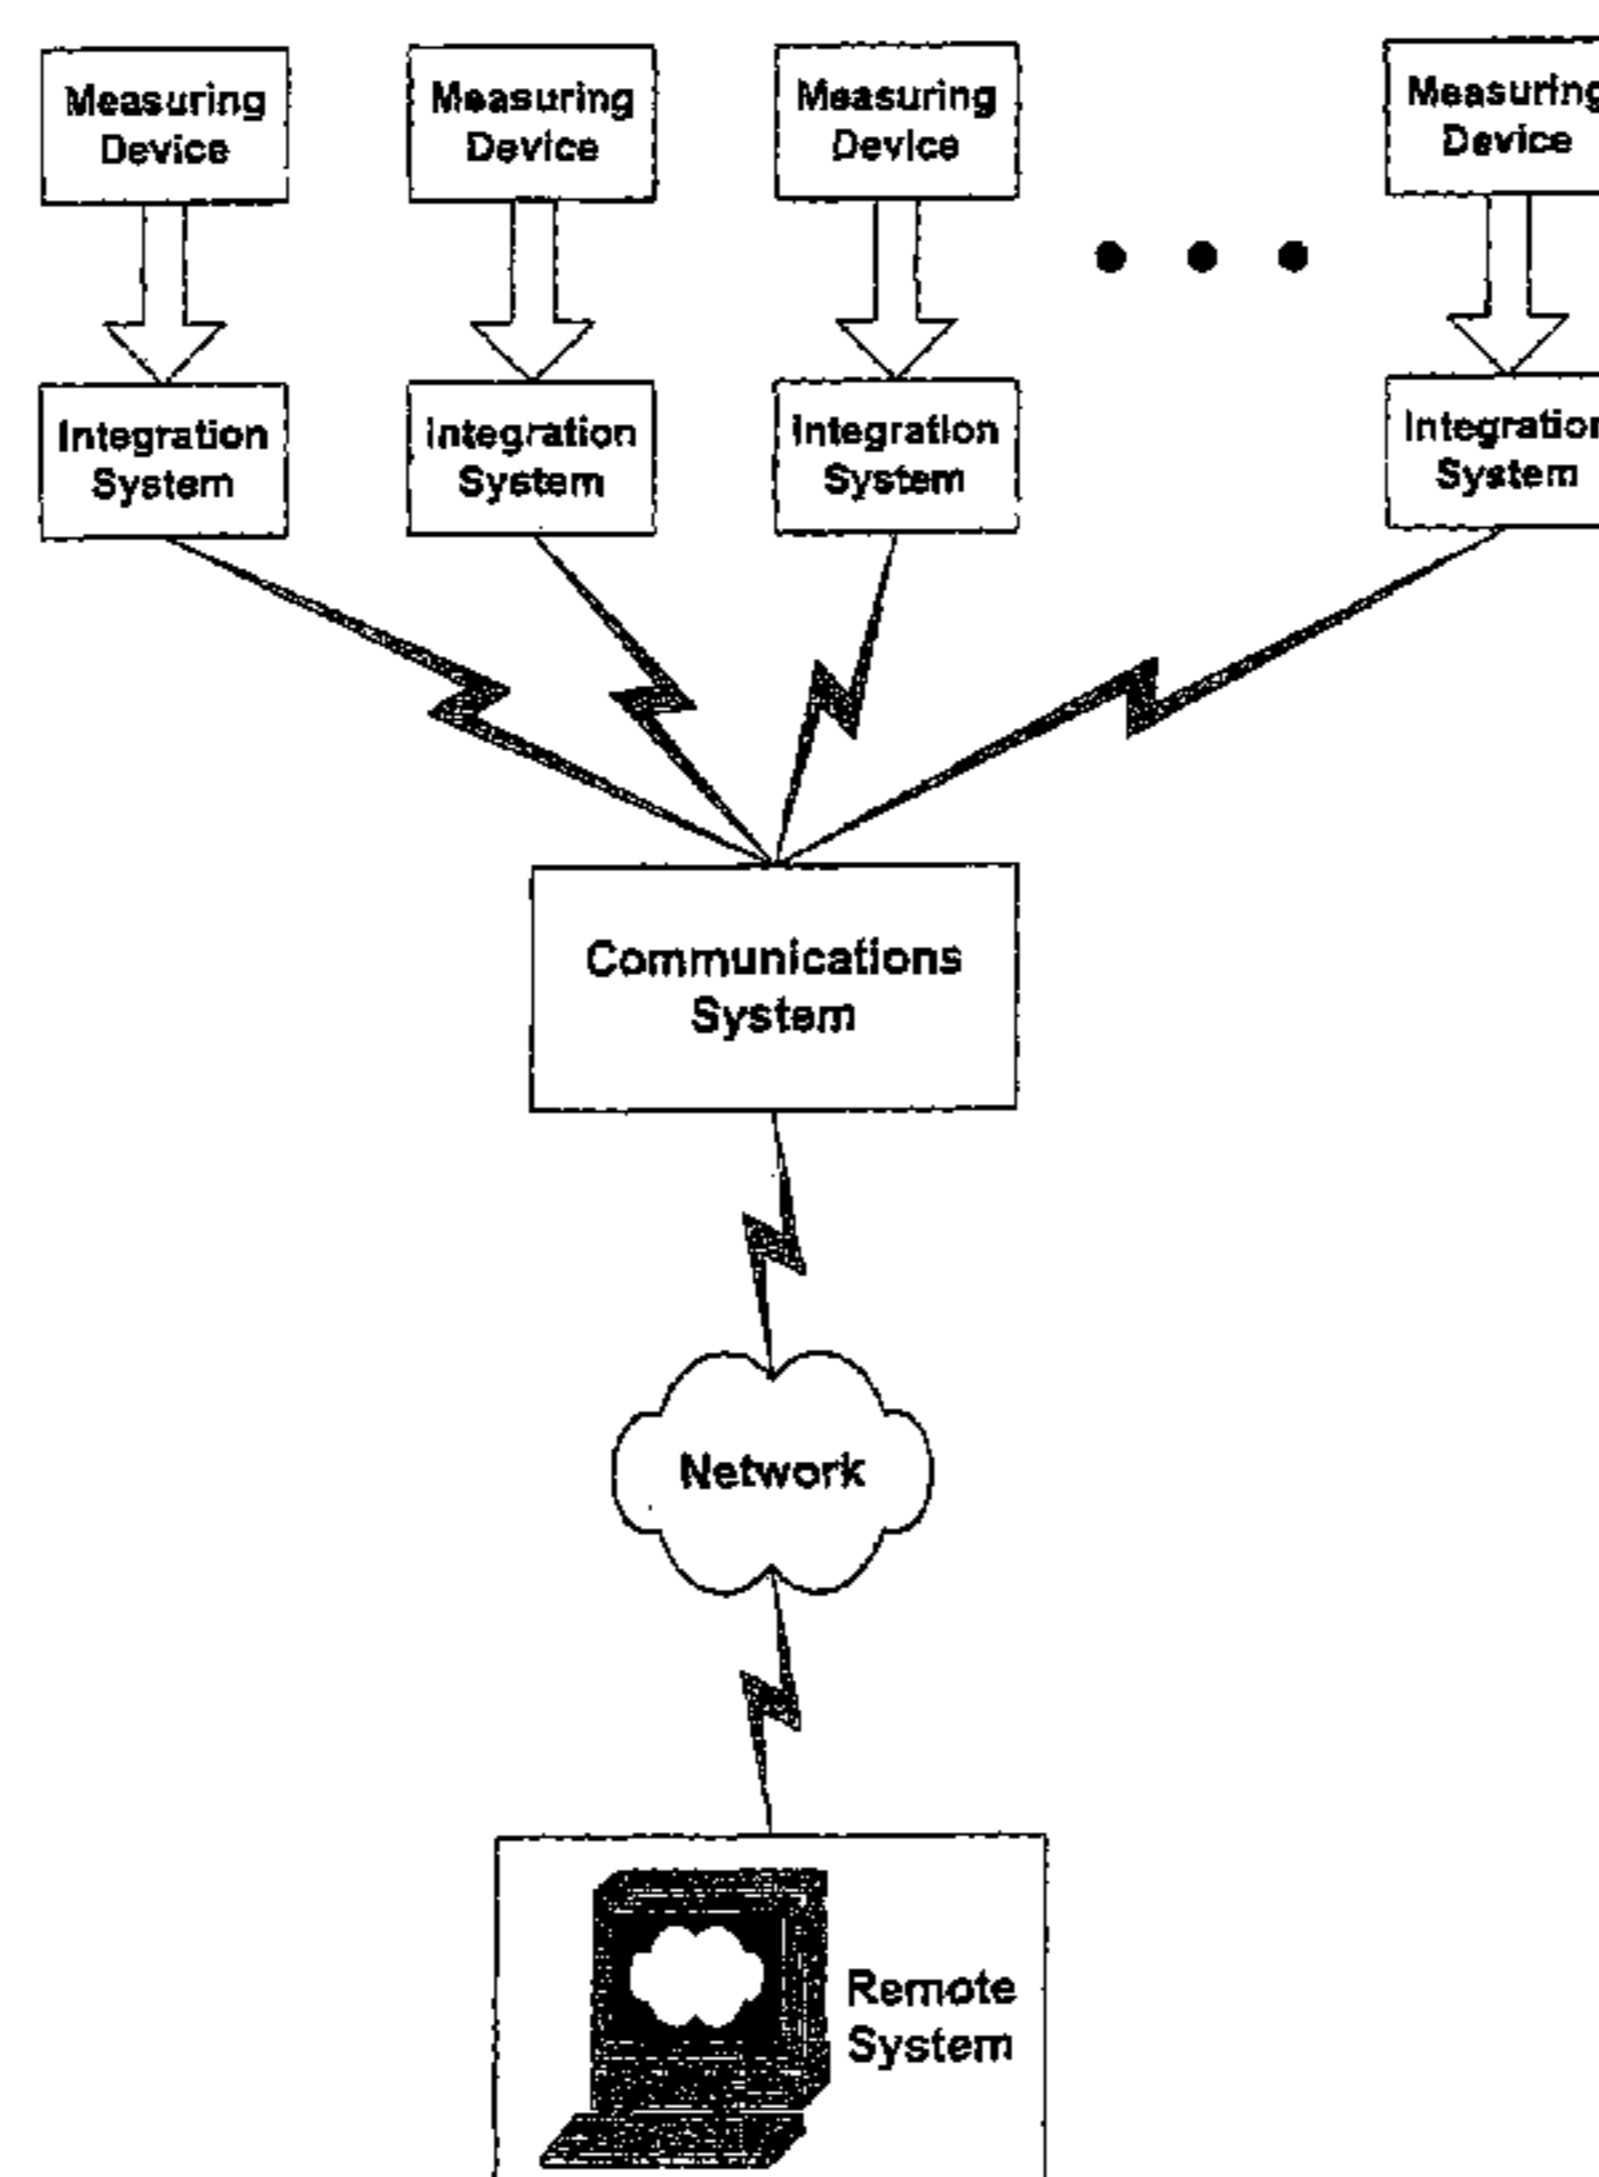 Measuring
Device
Measuring
Device
Measuring
Device
Measuring
Device
Integration
System
Integration
System
Integration
System
Integration
System
Communications
System
Network
Remote
System